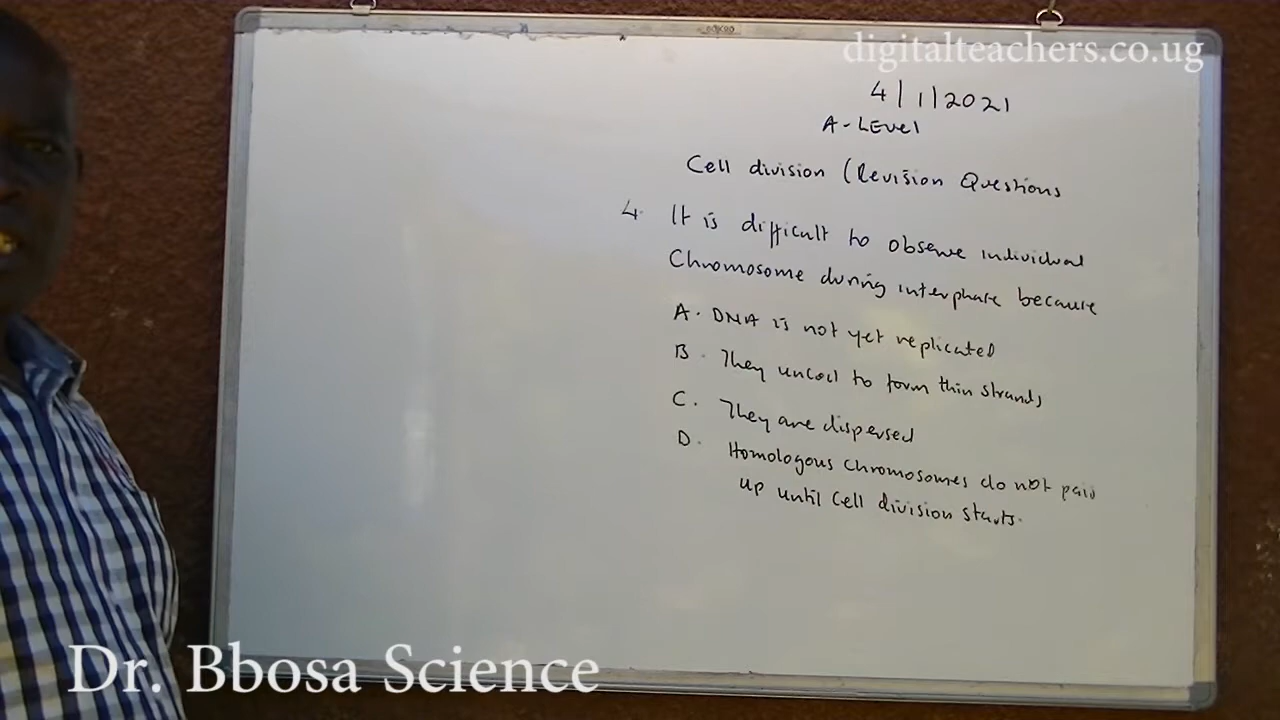 digitalteachers.co.ug
4/1/2021
A-LEVEL
Cell division (Revision Questions
4. It is difficult to observe individual
Chromosome during interphase because
A. DNA is not yet replicated
B. They uncoil to form thin strands
C. They are dispersed
D. Homologous chromosomes do not pair
up until cell division starts.
Dr. Bbosa Science